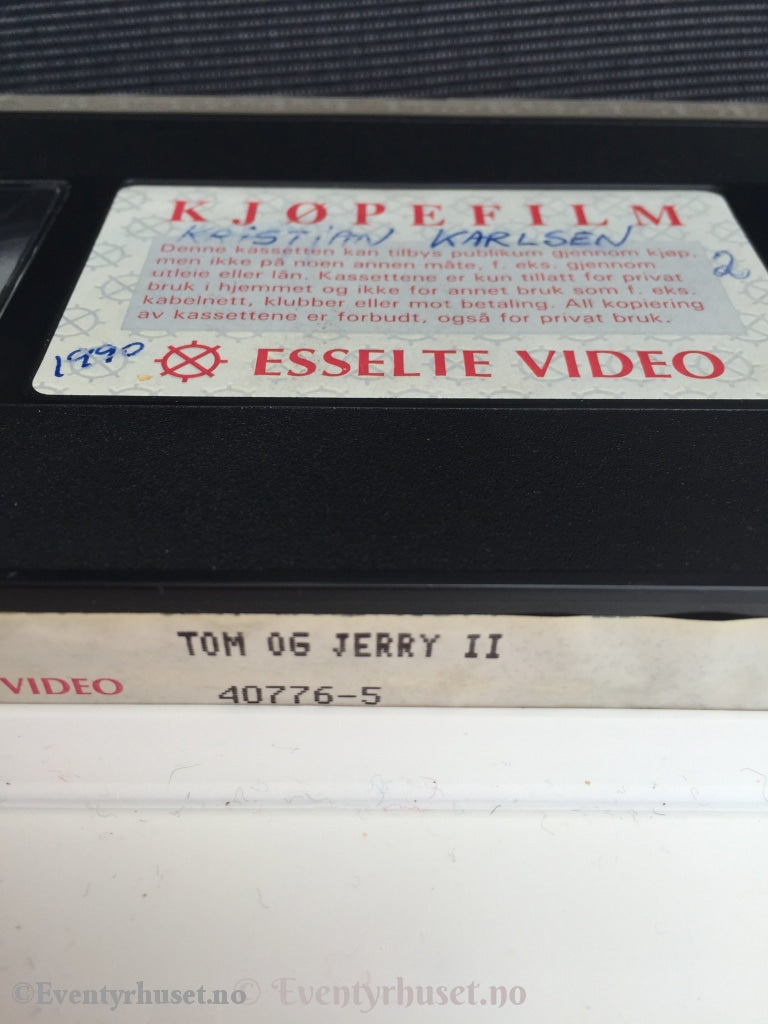 KJØPEFILM
KRISTIAN KARLSEN
Denne kassetten kan tilbys publikum gjennom kjøp,
men ikke på noen annen måte, f. eks. gjennom
utleie eller lån. Kassettene er kun tillatt for privat
bruk i hjemmet og ikke for annet bruk som f. eks.
kabelnett, klubber eller mot betaling. All kopiering
av kassettene er forbudt, også for privat bruk.
2
1990
ESSELTE VIDEO
TOM OG JERRY II
VIDEO
40776-5
©Eventyrhuset.no
© Eventyrhuset.no